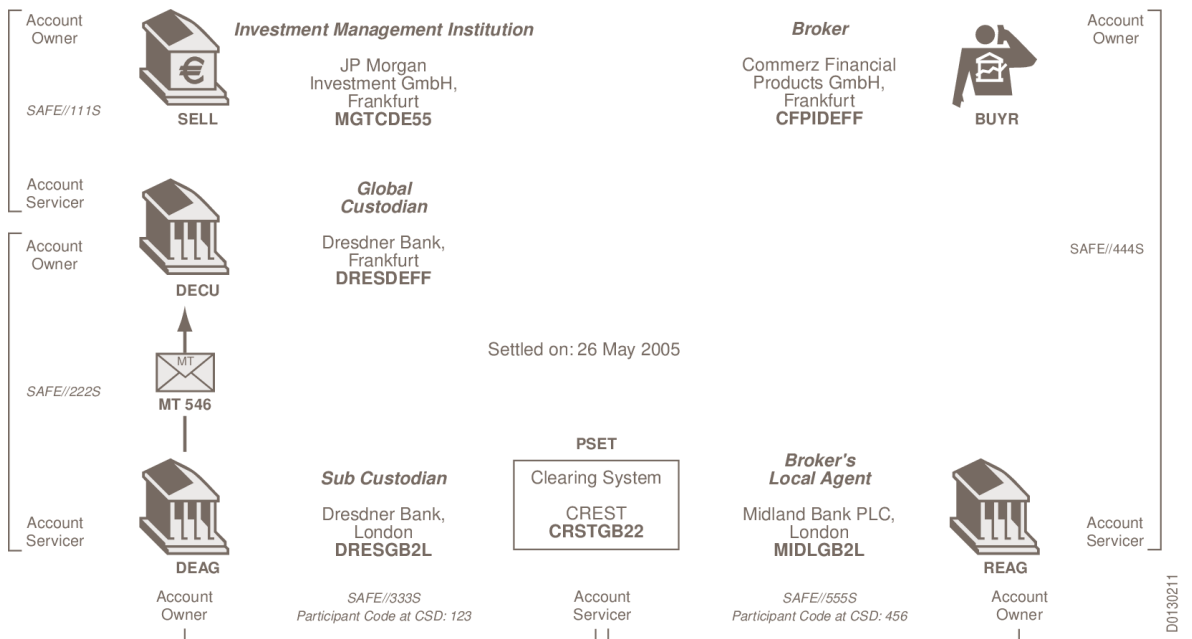 Account
Owner
Investment Management Institution
Broker
Account
Owner
JP Morgan
Investment GmbH,
Frankfurt
MGTCDE55
Commerz Financial
Products GmbH,
Frankfurt
CFPIDEFF
€
SAFE//111S
SELL
BUYR
Account
Servicer
Global
Custodian
Account
Owner
Dresdner Bank,
Frankfurt
DRESDEFF
SAFE//444S
DECU
Settled on: 26 May 2005
MT
SAFE//222S
MT 546
PSET
Sub Custodian
Clearing System
Broker's
Local Agent
Dresdner Bank,
London
DRESGB2L
CREST
CRSTGB22
Midland Bank PLC,
London
MIDLGB2L
Account
Servicer
Account
Servicer
DEAG
REAG
Account
Owner
SAFE//333S
Participant Code at CSD: 123
Account
Servicer
SAFE//555S
Participant Code at CSD: 456
Account
Owner
D0130211